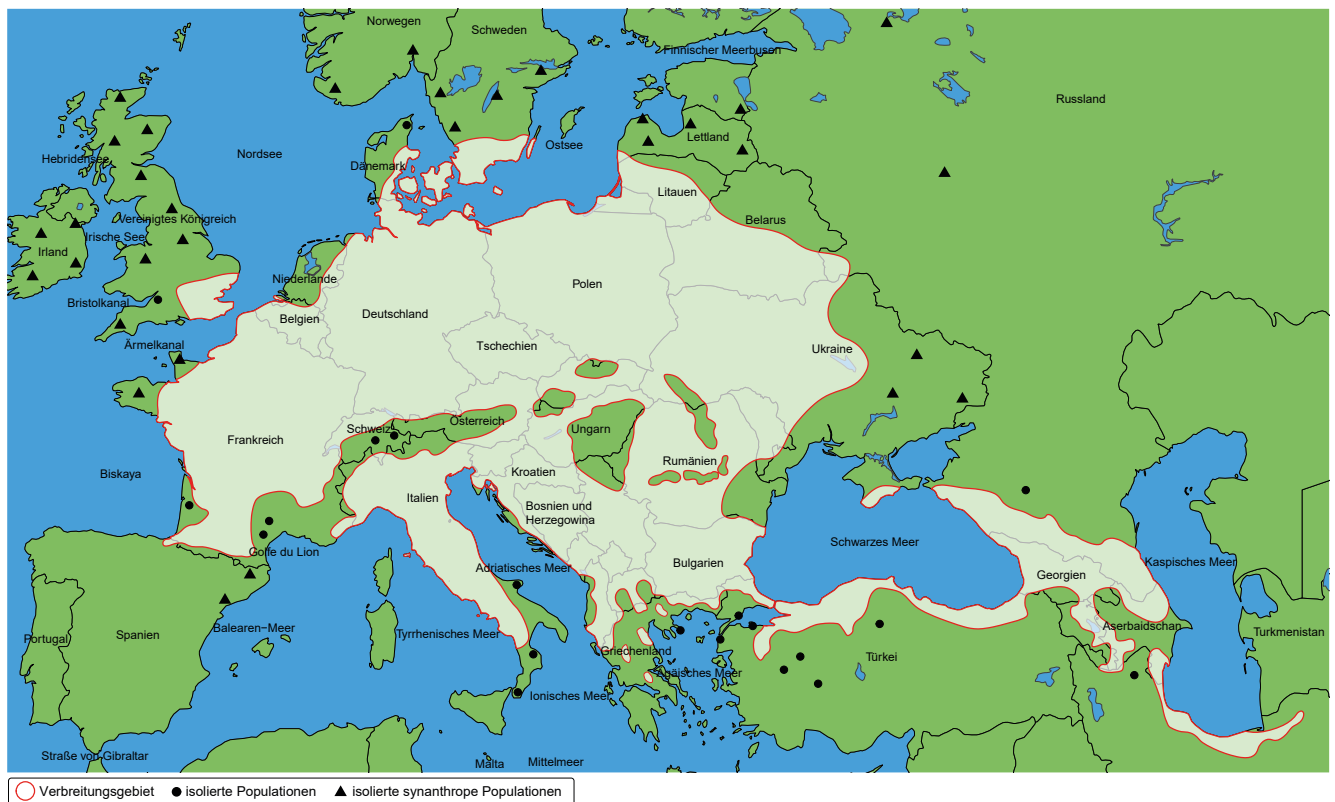 Norwegen
Schweden
Finnischer Meerbusen
Russland
Hebridensee
Nordsee
Dänemark
Ostsee
Lettland
Litauen
Belarus
Vereinigtes Königreich
Irische See
Irland
Niederlande
Polen
Bristolkanal
Belgien
Deutschland
Ärmelkanal
Tschechien
Ukraine
Frankreich
Schweiz
Österreich
Ungarn
Biskaya
Kroatien
Rumänien
Italien
Bosnien und
Herzegowina
Golfe du Lion
Schwarzes Meer
Adriatisches Meer
Bulgarien
Georgien
Kaspisches Meer
Portugal
Spanien
Balearen−Meer
Tyrrhenisches Meer
Griechenland
Türkei
Aserbaidschan
Turkmenistan
Ägäisches Meer
Ionisches Meer
Straße von Gibraltar
Malta
Mittelmeer
Verbreitungsgebiet
isolierte Populationen
isolierte synanthrope Populationen